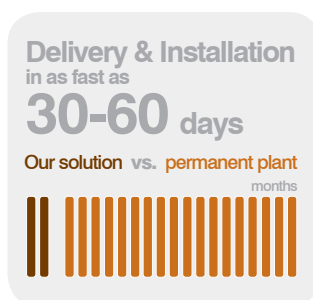 Delivery & Installation
in as fast as
30-60 days
Our solution vs. permanent plant
months